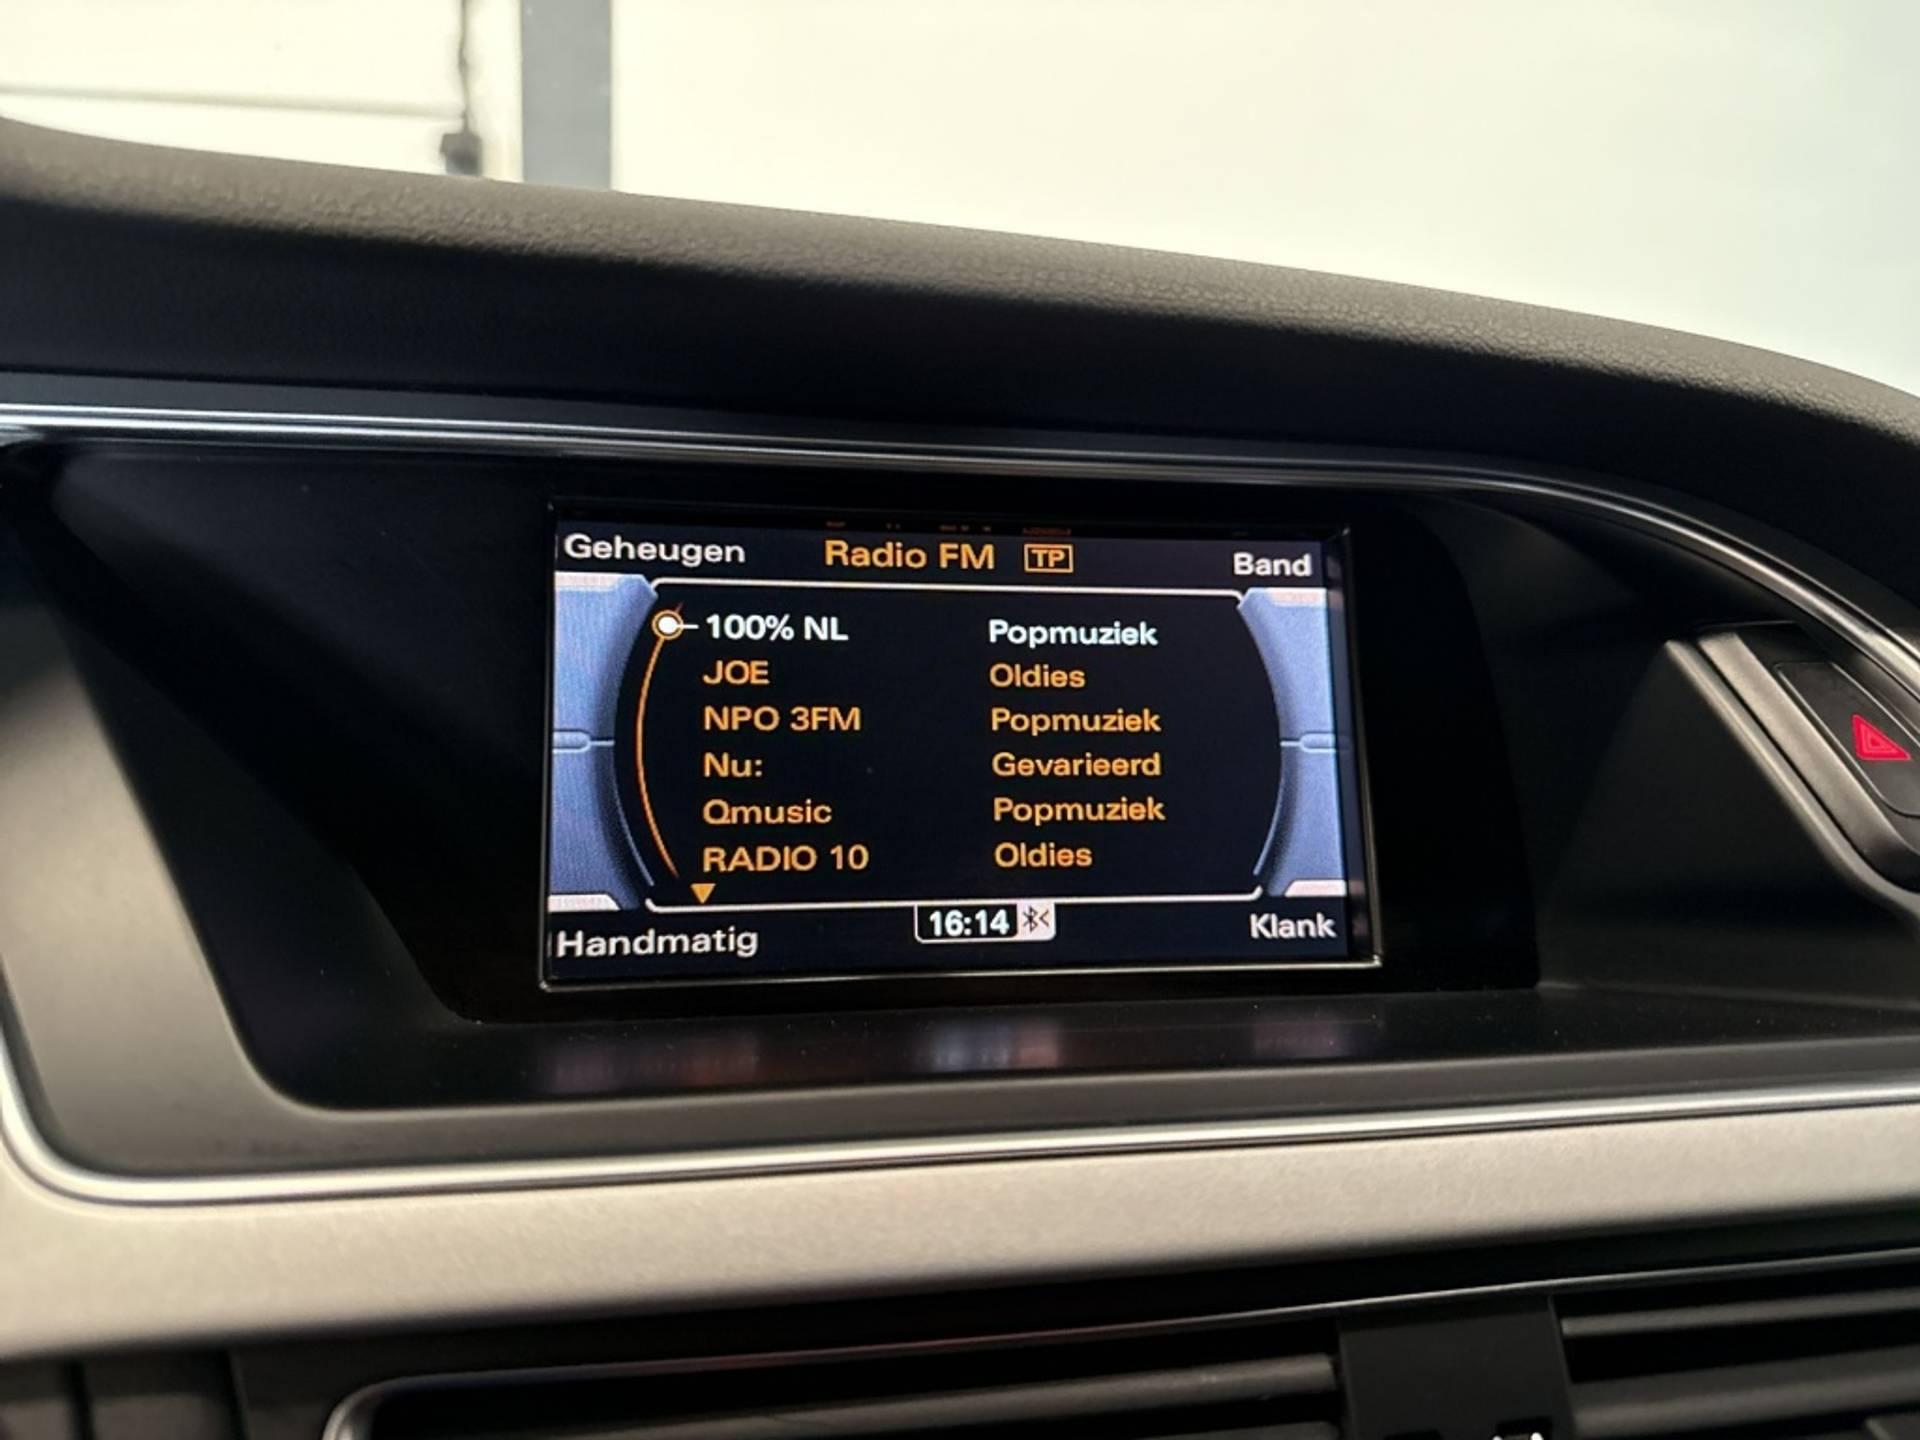 Geheugen Radio FM TP Band
100% NL Popmuziek
JOE Oldies
NPO 3FM Popmuziek
Nu: Gevarieerd
Qmusic Popmuziek
RADIO 10 Oldies
Handmatig 16:14 Klank